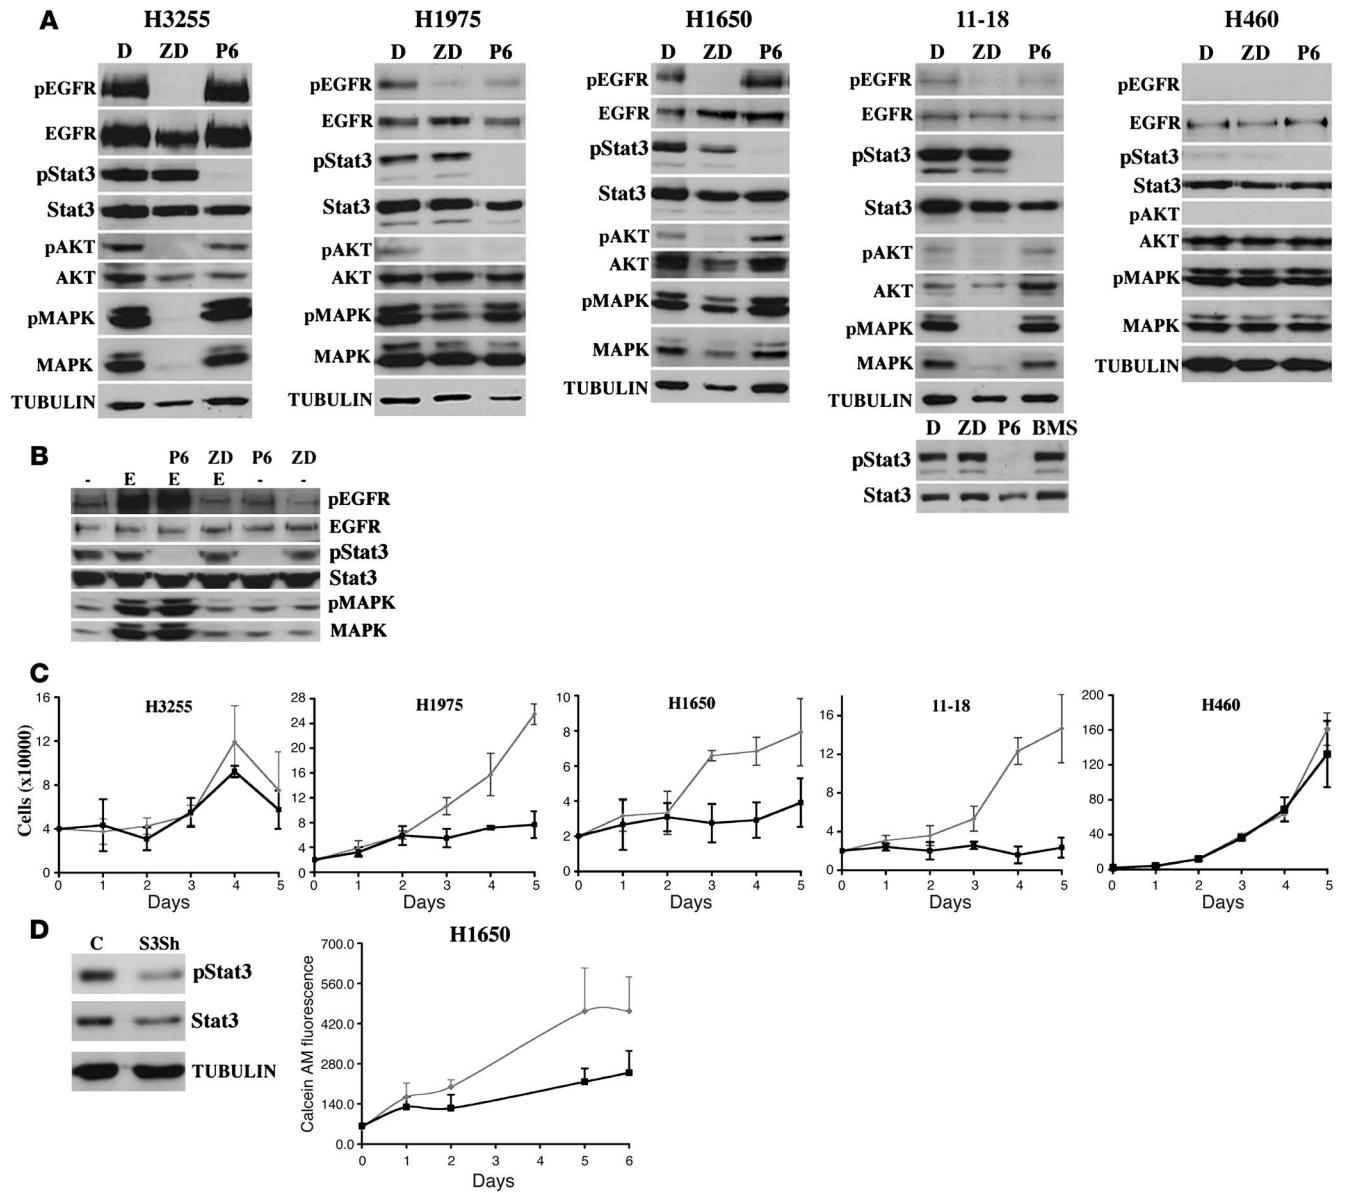 A
H3255
D ZD P6
pEGFR
EGFR
pStat3
Stat3
pAKT
AKT
pMAPK
MAPK
TUBULIN
H1975
D ZD P6
pEGFR
EGFR
pStat3
Stat3
pAKT
AKT
pMAPK
MAPK
TUBULIN
H1650
D ZD P6
pEGFR
EGFR
pStat3
Stat3
pAKT
AKT
pMAPK
MAPK
TUBULIN
11-18
D ZD P6
pEGFR
EGFR
pStat3
Stat3
pAKT
AKT
pMAPK
MAPK
TUBULIN
D ZD P6 BMS
pStat3
Stat3
H460
D ZD P6
pEGFR
EGFR
pStat3
Stat3
pAKT
AKT
pMAPK
MAPK
TUBULIN
B
P6 ZD P6 ZD
- E E E - -
pEGFR
EGFR
pStat3
Stat3
pMAPK
MAPK
C
Cells (x10000)
H3255
16
12
8
4
0
0 1 2 3 4 5
Days
H1975
28
24
20
16
12
8
4
0
0 1 2 3 4 5
Days
H1650
10
8
6
4
2
0
0 1 2 3 4 5
Days
11-18
16
12
8
4
0
0 1 2 3 4 5
Days
H460
200
160
120
80
40
0
0 1 2 3 4 5
Days
D
C S3Sh
pStat3
Stat3
TUBULIN
H1650
Calcein AM fluorescence
700.0
560.0
420.0
280.0
140.0
0.0
0 1 2 3 4 5 6
Days